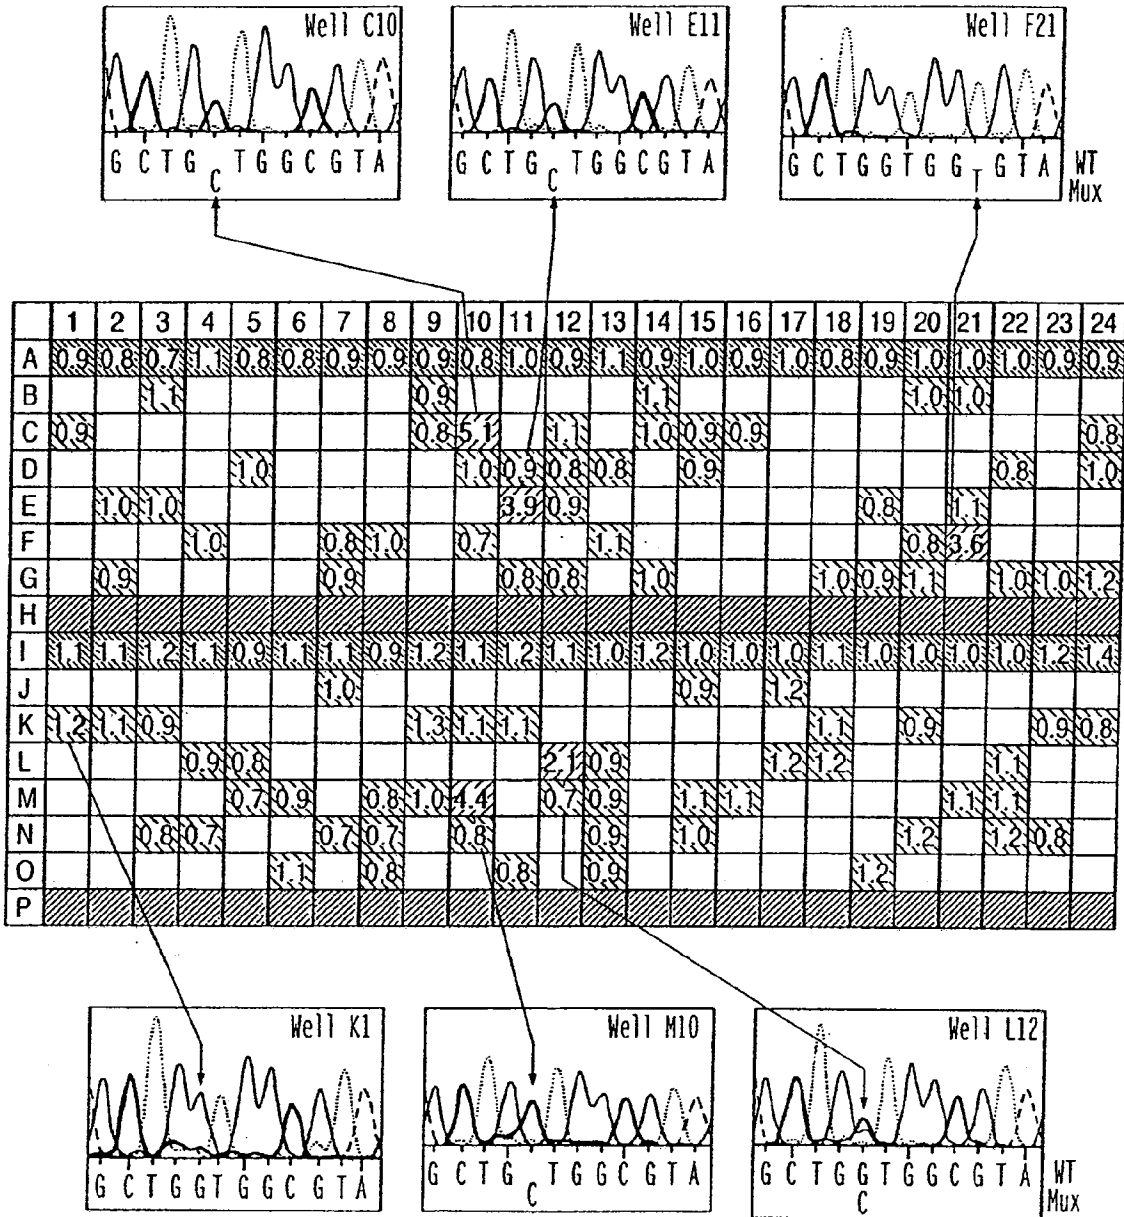 Well C10
G C T G T G G C G T A
C
Well E11
G C T G T G G C G T A
C
Well F21
G C T G G T G G G T A
T
WT
Mux
1 2 3 4 5 6 7 8 9 10 11 12 13 14 15 16 17 18 19 20 21 22 23 24
A 0.9 0.8 0.7 1.1 0.8 0.8 0.9 0.9 0.9 0.8 1.0 0.9 1.1 0.9 1.0 0.9 1.0 0.8 0.9 1.0 1.0 1.0 0.9 0.9
B 1.1 0.9 1.1 1.0 1.0
C 0.9 0.8 5.1 1.1 1.0 0.9 0.9 0.8
D 1.0 1.0 0.9 0.8 0.8 0.9 0.8 1.0
E 1.0 1.0 3.9 0.9 0.8 1.1
F 1.0 0.8 1.0 0.7 1.1 0.8 3.6
G 0.9 0.9 0.8 0.8 1.0 1.0 0.9 1.1 1.0 1.0 1.2
H
I 1.1 1.1 1.2 1.1 0.9 1.1 1.1 0.9 1.2 1.1 1.2 1.1 1.0 1.2 1.0 1.0 1.0 1.1 1.0 1.0 1.0 1.0 1.2 1.4
J 1.0 0.9 1.2
K 1.2 1.1 0.9 1.3 1.1 1.1 1.1 0.9 0.9 0.8
L 0.9 0.8 2.1 0.9 1.2 1.2 1.1
M 0.7 0.9 0.8 1.0 4.4 0.7 0.9 1.1 1.1 1.1 1.1
N 0.8 0.7 0.7 0.7 0.8 0.9 1.0 1.2 1.2 0.8
O 1.1 0.8 0.8 0.9 1.2
P
Well K1
G C T G G T G G C G T A
Well M10
G C T G T G G C G T A
C
Well L12
G C T G G T G G C G T A
C
WT
Mux